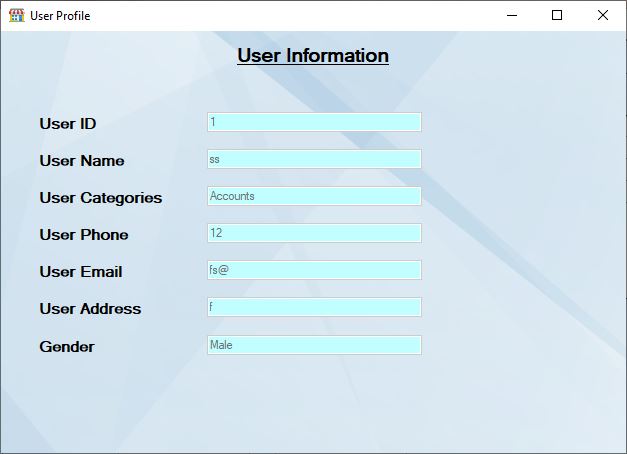 User Profile
User Information
User ID 1
User Name ss
User Categories Accounts
User Phone 12
User Email fs@
User Address f
Gender Male